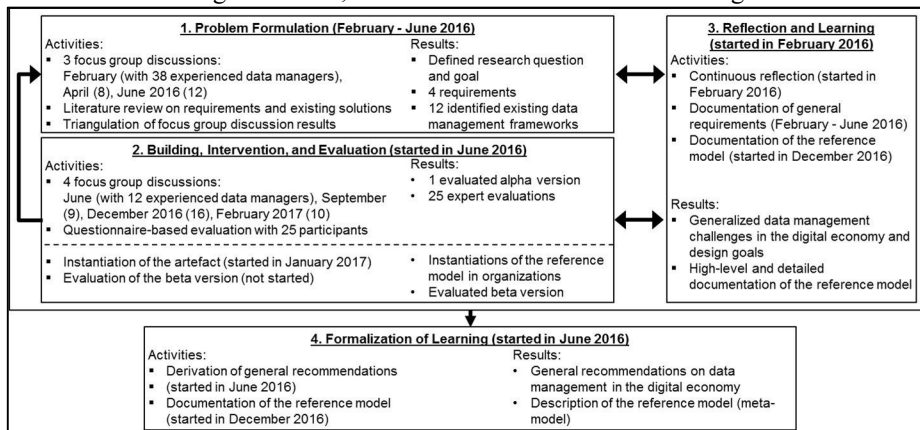 1. Problem Formulation (February - June 2016)
Activities:
▪ 3 focus group discussions:
February (with 38 experienced data managers),
April (8), June 2016 (12)
▪ Literature review on requirements and existing solutions
▪ Triangulation of focus group discussion results
Results:
▪ Defined research question
and goal
▪ 4 requirements
▪ 12 identified existing data
management frameworks
2. Building, Intervention, and Evaluation (started in June 2016)
Activities:
▪ 4 focus group discussions:
June (with 12 experienced data managers), September
(9), December 2016 (16), February 2017 (10)
▪ Questionnaire-based evaluation with 25 participants
Results:
• 1 evaluated alpha version
• 25 expert evaluations
▪ Instantiation of the artefact (started in January 2017)
▪ Evaluation of the beta version (not started)
• Instantiations of the reference
model in organizations
• Evaluated beta version
3. Reflection and Learning
(started in February 2016)
Activities:
▪ Continuous reflection (started in
February 2016)
▪ Documentation of general
requirements (February - June 2016)
▪ Documentation of the reference
model (started in December 2016)
Results:
▪ Generalized data management
challenges in the digital economy and
design goals
▪ High-level and detailed
documentation of the reference model
4. Formalization of Learning (started in June 2016)
Activities:
▪ Derivation of general recommendations
▪ (started in June 2016)
▪ Documentation of the reference model
(started in December 2016)
Results:
• General recommendations on data
management in the digital economy
• Description of the reference model (meta-
model)